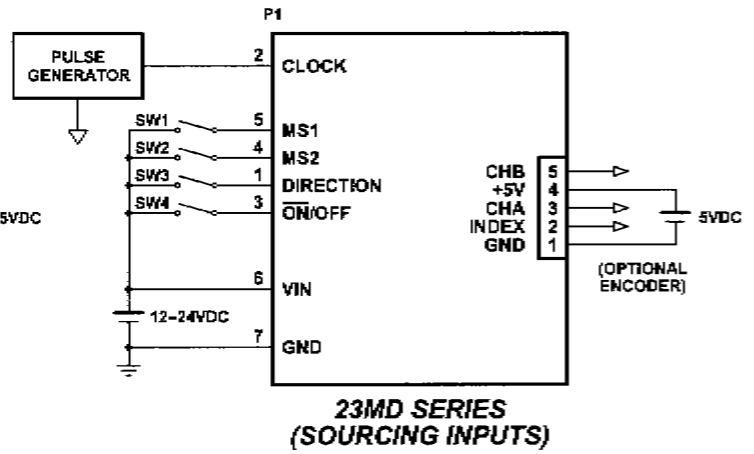 P1
PULSE
GENERATOR
2
CLOCK
SW1
5
MS1
SW2
4
MS2
SW3
1
DIRECTION
SW4
3
ON/OFF
5VDC
6
VIN
12-24VDC
7
GND
CHB 5
+5V 4
CHA 3
INDEX 2
GND 1
5VDC
(OPTIONAL
ENCODER)
23MD SERIES
(SOURCING INPUTS)